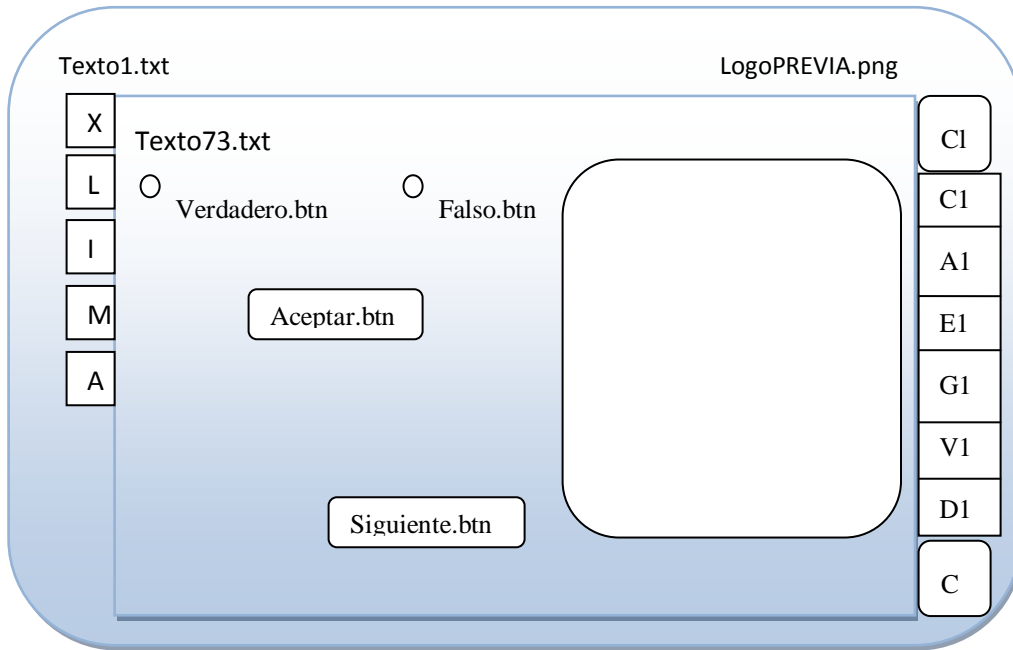 Texto1.txt LogoPREVIA.png
X
L
I
M
A
Texto73.txt
Verdadero.btn Falso.btn
Aceptar.btn
Siguiente.btn
Cl
C1
A1
E1
G1
V1
D1
C